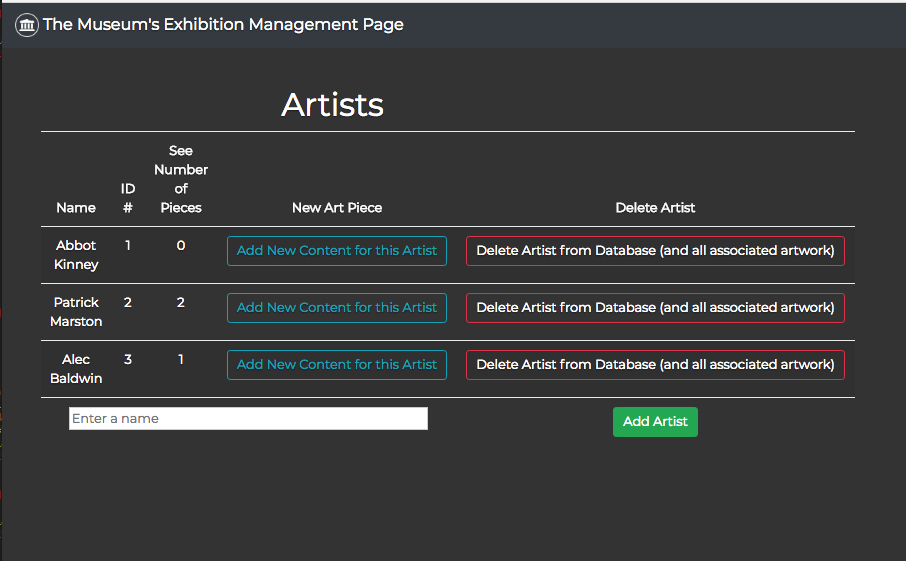 The Museum's Exhibition Management Page
Artists
Name
ID
#
See
Number
of
Pieces
New Art Piece
Delete Artist
Abbot
Kinney
1
0
Add New Content for this Artist
Delete Artist from Database (and all associated artwork)
Patrick
Marston
2
2
Add New Content for this Artist
Delete Artist from Database (and all associated artwork)
Alec
Baldwin
3
1
Add New Content for this Artist
Delete Artist from Database (and all associated artwork)
Enter a name
Add Artist